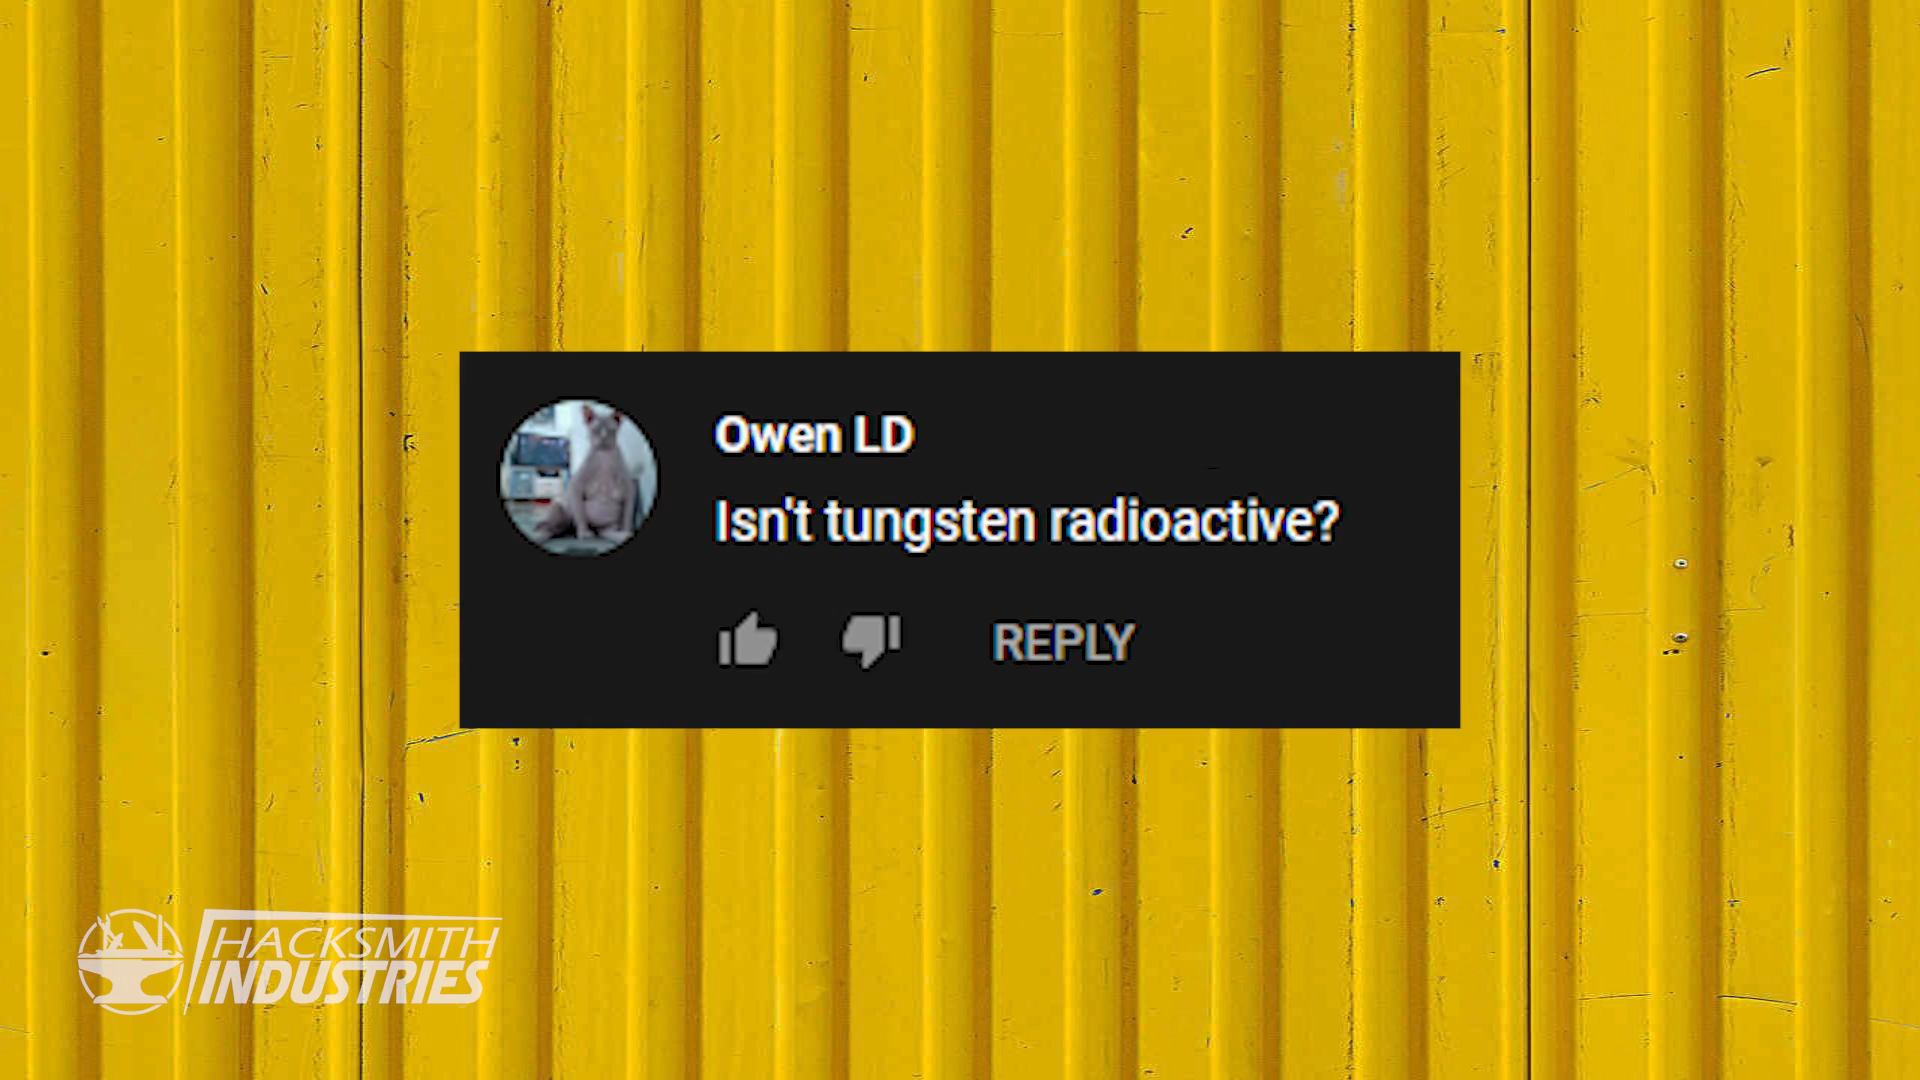 Owen LD
Isn't tungsten radioactive?
REPLY
HACKSMITH
INDUSTRIES